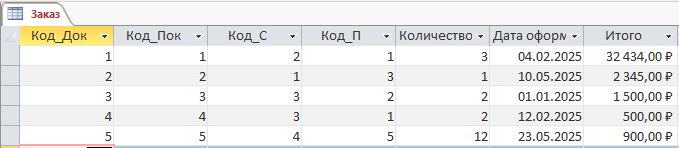 Заказ
Код_Док Код_Пок Код_С Код_П Количество Дата оформ Итого
1 1 2 1 3 04.02.2025 32 434,00 ₽
2 2 1 3 1 10.05.2025 2 345,00 ₽
3 3 3 2 2 01.01.2025 1 500,00 ₽
4 4 3 1 2 12.02.2025 500,00 ₽
5 5 4 5 12 23.05.2025 900,00 ₽